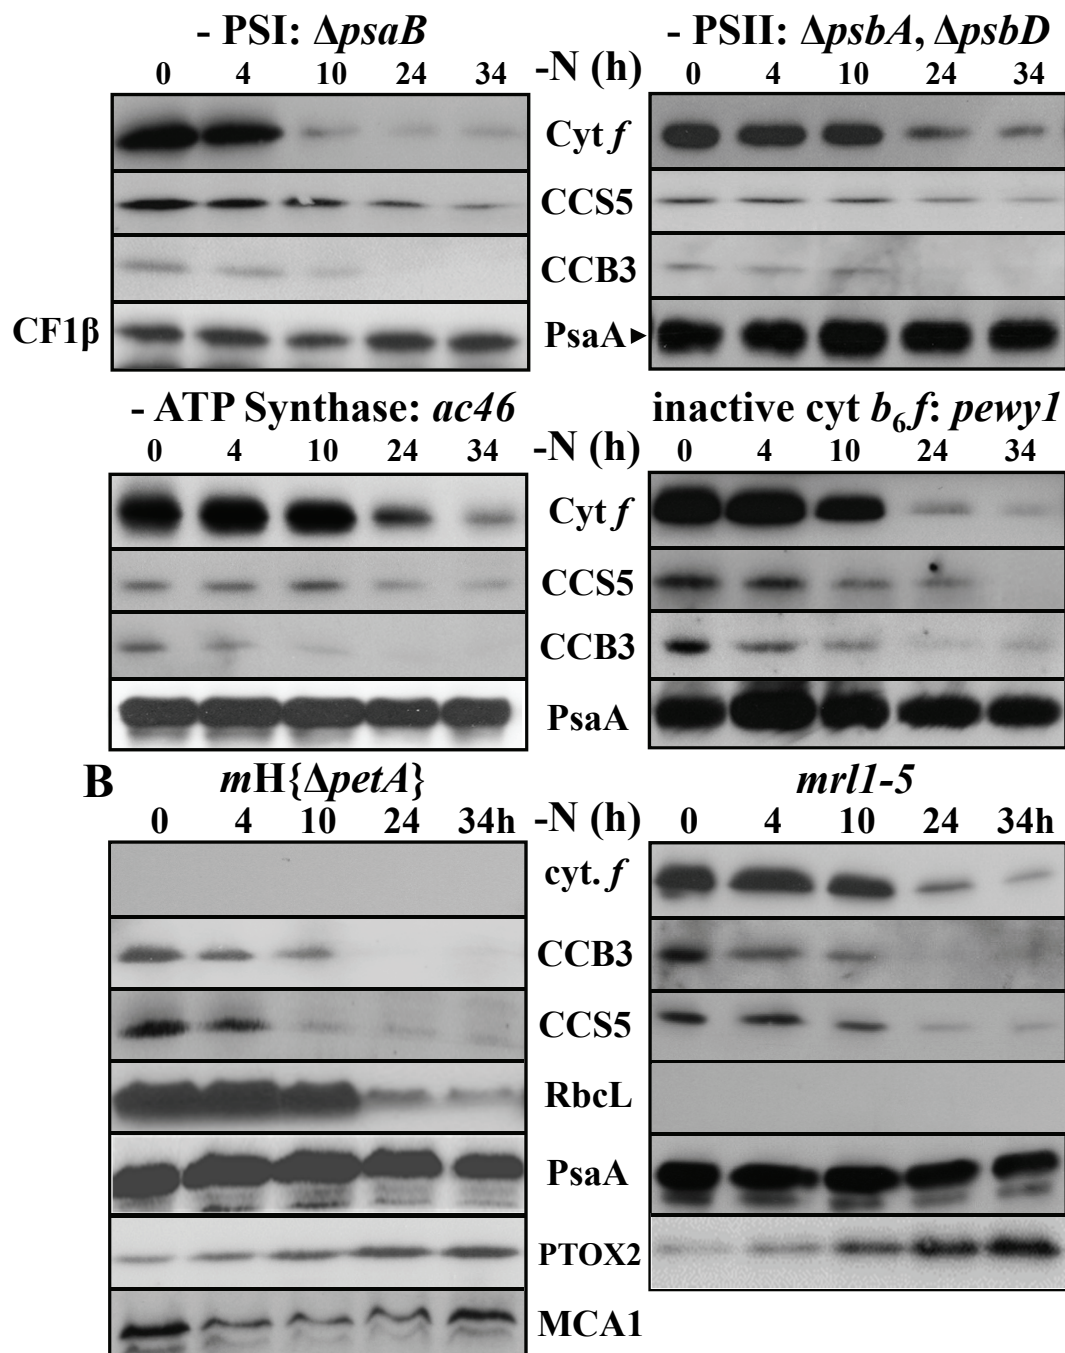 - PSI: ΔpsaB
- PSII: ΔpsbA, ΔpsbD
0 4 10 24 34 -N (h) 0 4 10 24 34
Cyt f
CCS5
CCB3
CF1β
PsaA
- ATP Synthase: ac46
inactive cyt b₆f: pewy1
0 4 10 24 34 -N (h) 0 4 10 24 34
Cyt f
CCS5
CCB3
PsaA
B
mH{ΔpetA}
mrl1-5
0 4 10 24 34h -N (h) 0 4 10 24 34h
cyt. f
CCB3
CCS5
RbcL
PsaA
PTOX2
MCA1